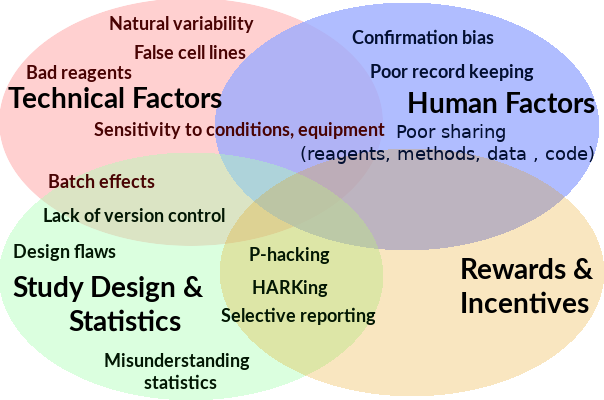 Natural variability
False cell lines
Bad reagents
Technical Factors
Sensitivity to conditions, equipment
Confirmation bias
Poor record keeping
Human Factors
Poor sharing
(reagents, methods, data , code)
Batch effects
Lack of version control
Design flaws
Study Design &
Statistics
Misunderstanding
statistics
P-hacking
HARKing
Selective reporting
Rewards &
Incentives